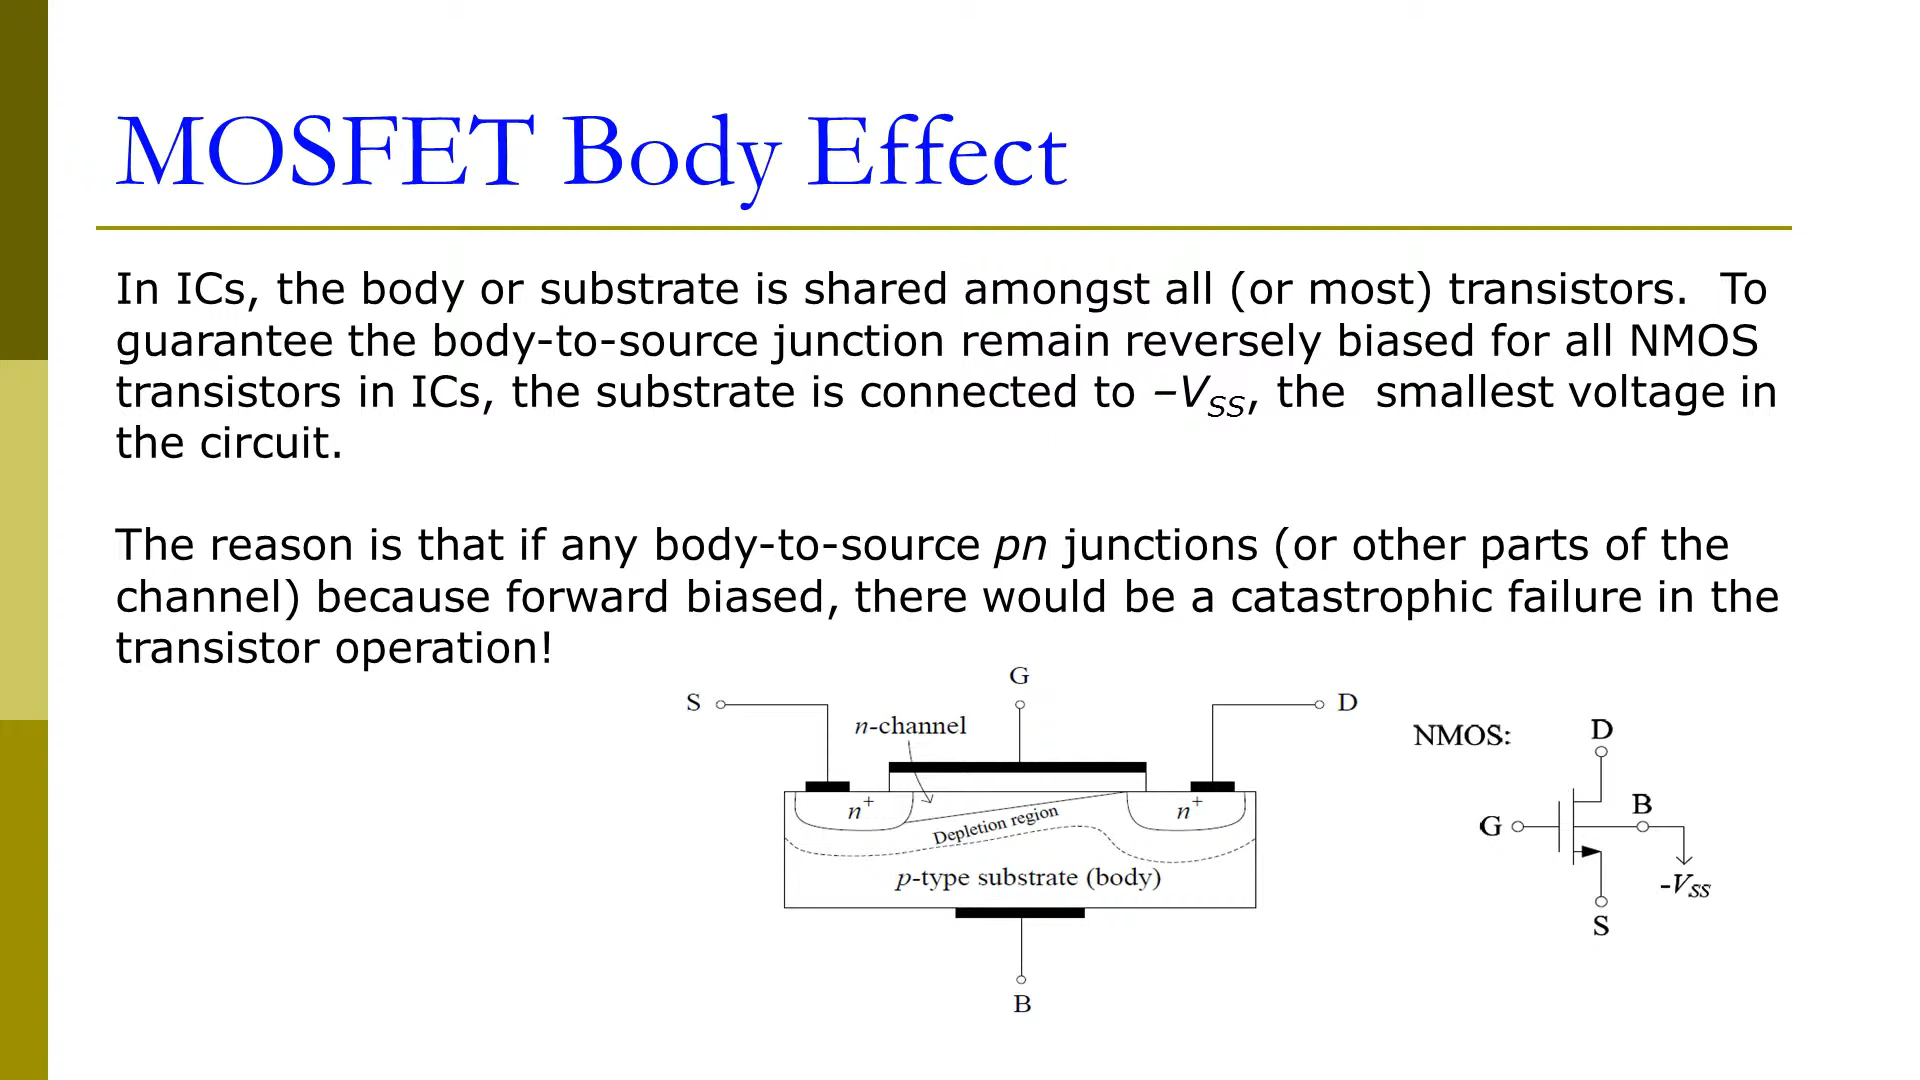 MOSFET Body Effect
In ICs, the body or substrate is shared amongst all (or most) transistors.  To
guarantee the body-to-source junction remain reversely biased for all NMOS
transistors in ICs, the substrate is connected to –VSS, the  smallest voltage in
the circuit.
The reason is that if any body-to-source pn junctions (or other parts of the
channel) because forward biased, there would be a catastrophic failure in the
transistor operation!
G
S
D
n-channel
n+
n+
Depletion region
p-type substrate (body)
B
NMOS:
D
B
G
-VSS
S